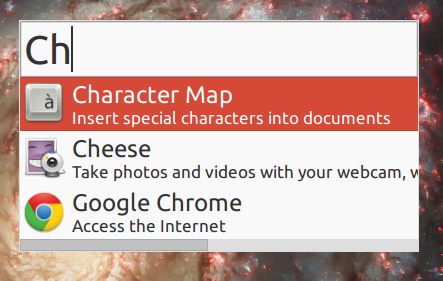 Ch
Character Map
Insert special characters into documents
Cheese
Take photos and videos with your webcam, w
Google Chrome
Access the Internet